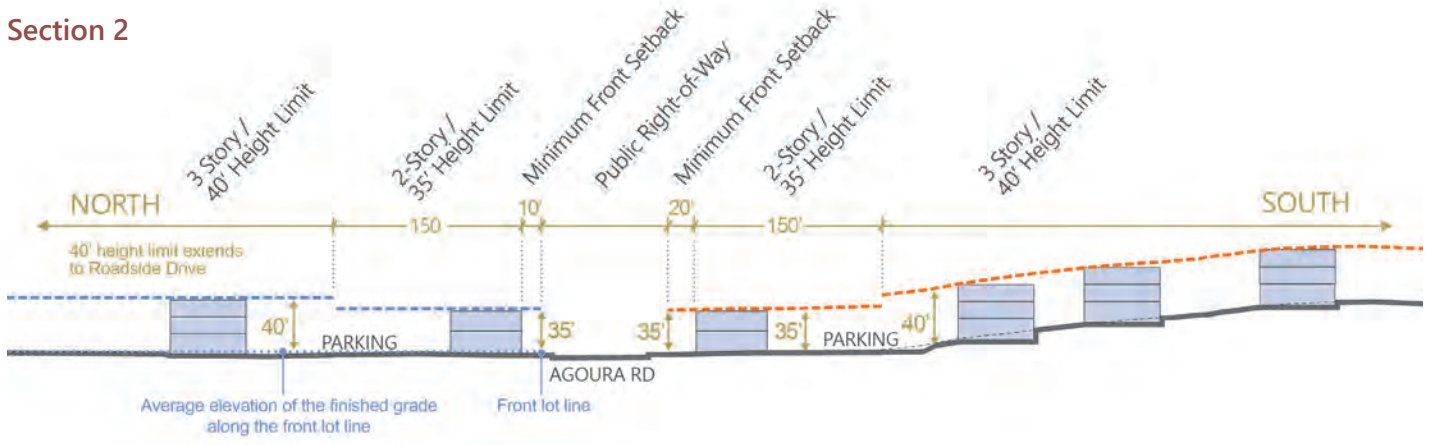 Section 2
3 Story /
40' Height Limit
2-Story /
35' Height Limit
Minimum Front Setback
Public Right-of-Way
Minimum Front Setback
2-Story /
35' Height Limit
3 Story /
40' Height Limit
NORTH
150
10'
20'
150'
SOUTH
40' height limit extends
to Roadside Drive
40'
PARKING
35'
35'
35'
PARKING
40'
AGOURA RD
Average elevation of the finished grade
along the front lot line
Front lot line